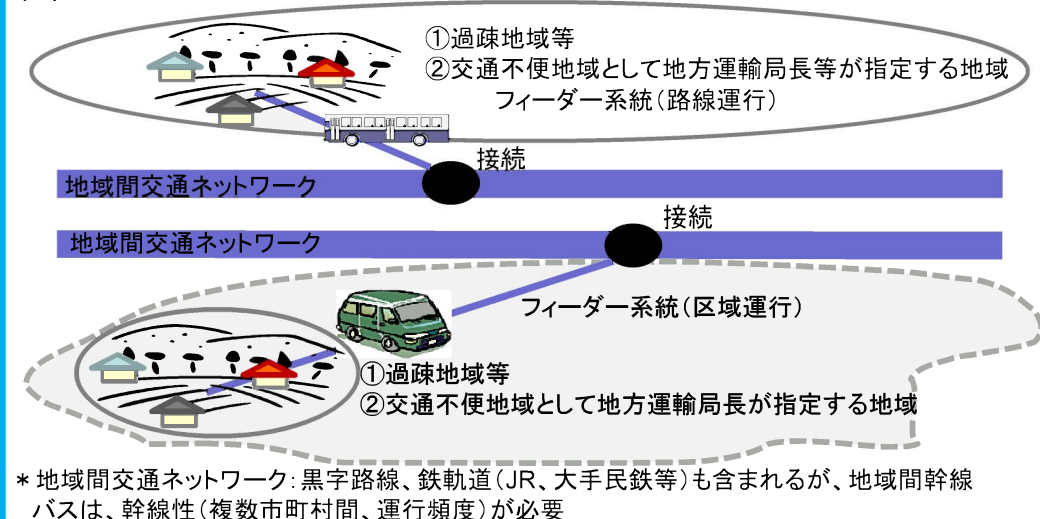 ①過疎地域等
②交通不便地域として地方運輸局長等が指定する地域
フィーダー系統(路線運行)
接続
地域間交通ネットワーク
接続
地域間交通ネットワーク
フィーダー系統(区域運行)
①過疎地域等
②交通不便地域として地方運輸局長が指定する地域
*地域間交通ネットワーク:黒字路線、鉄軌道(JR、大手民鉄等)も含まれるが、地域間幹線
バスは、幹線性(複数市町村間、運行頻度)が必要